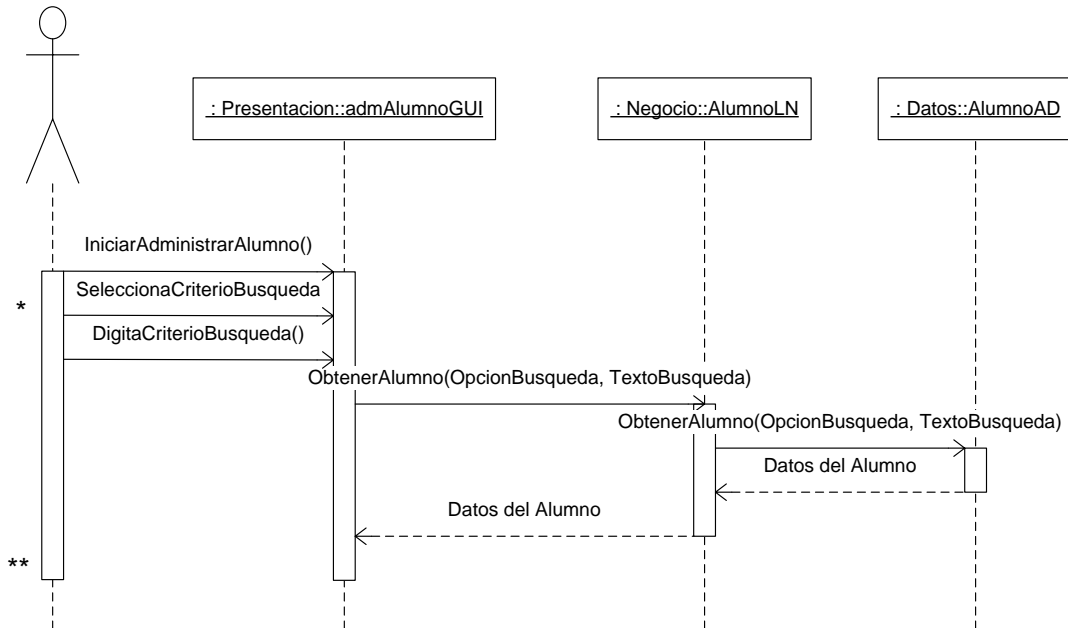 : Presentacion::admAlumnoGUI
: Negocio::AlumnoLN
: Datos::AlumnoAD
IniciarAdministrarAlumno()
*
SeleccionaCriterioBusqueda
DigitaCriterioBusqueda()
ObtenerAlumno(OpcionBusqueda, TextoBusqueda)
ObtenerAlumno(OpcionBusqueda, TextoBusqueda)
Datos del Alumno
Datos del Alumno
**